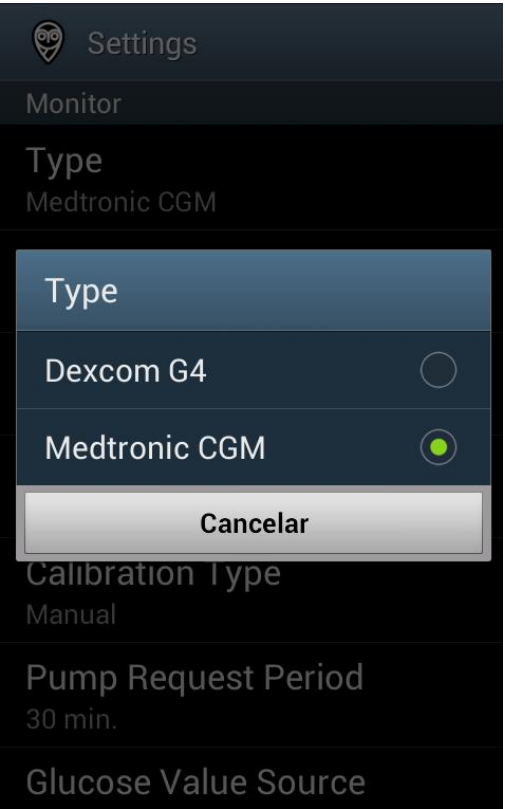 Settings
Monitor
Type
Medtronic CGM
Type
Dexcom G4
Medtronic CGM
Cancelar
Calibration Type
Manual
Pump Request Period
30 min.
Glucose Value Source